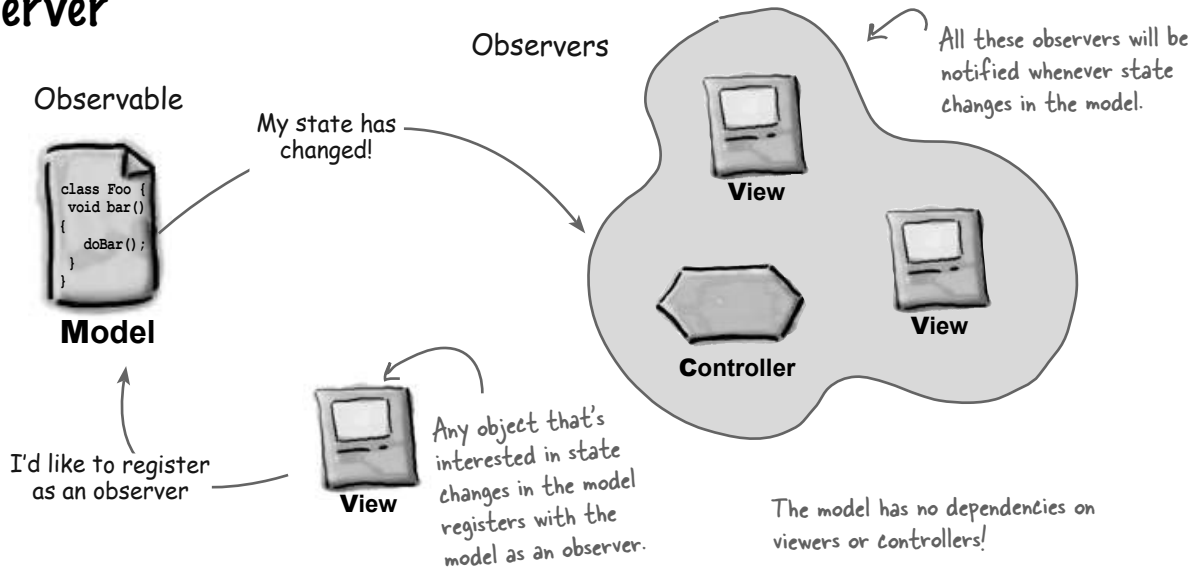 erver
Observers
All these observers will be
notified whenever state
changes in the model.
Observable
My state has
changed!
class Foo {
void bar()
{
doBar();
}
}
Model
View
View
Controller
I'd like to register
as an observer
View
Any object that's
interested in state
changes in the model
registers with the
model as an observer.
The model has no dependencies on
viewers or controllers!